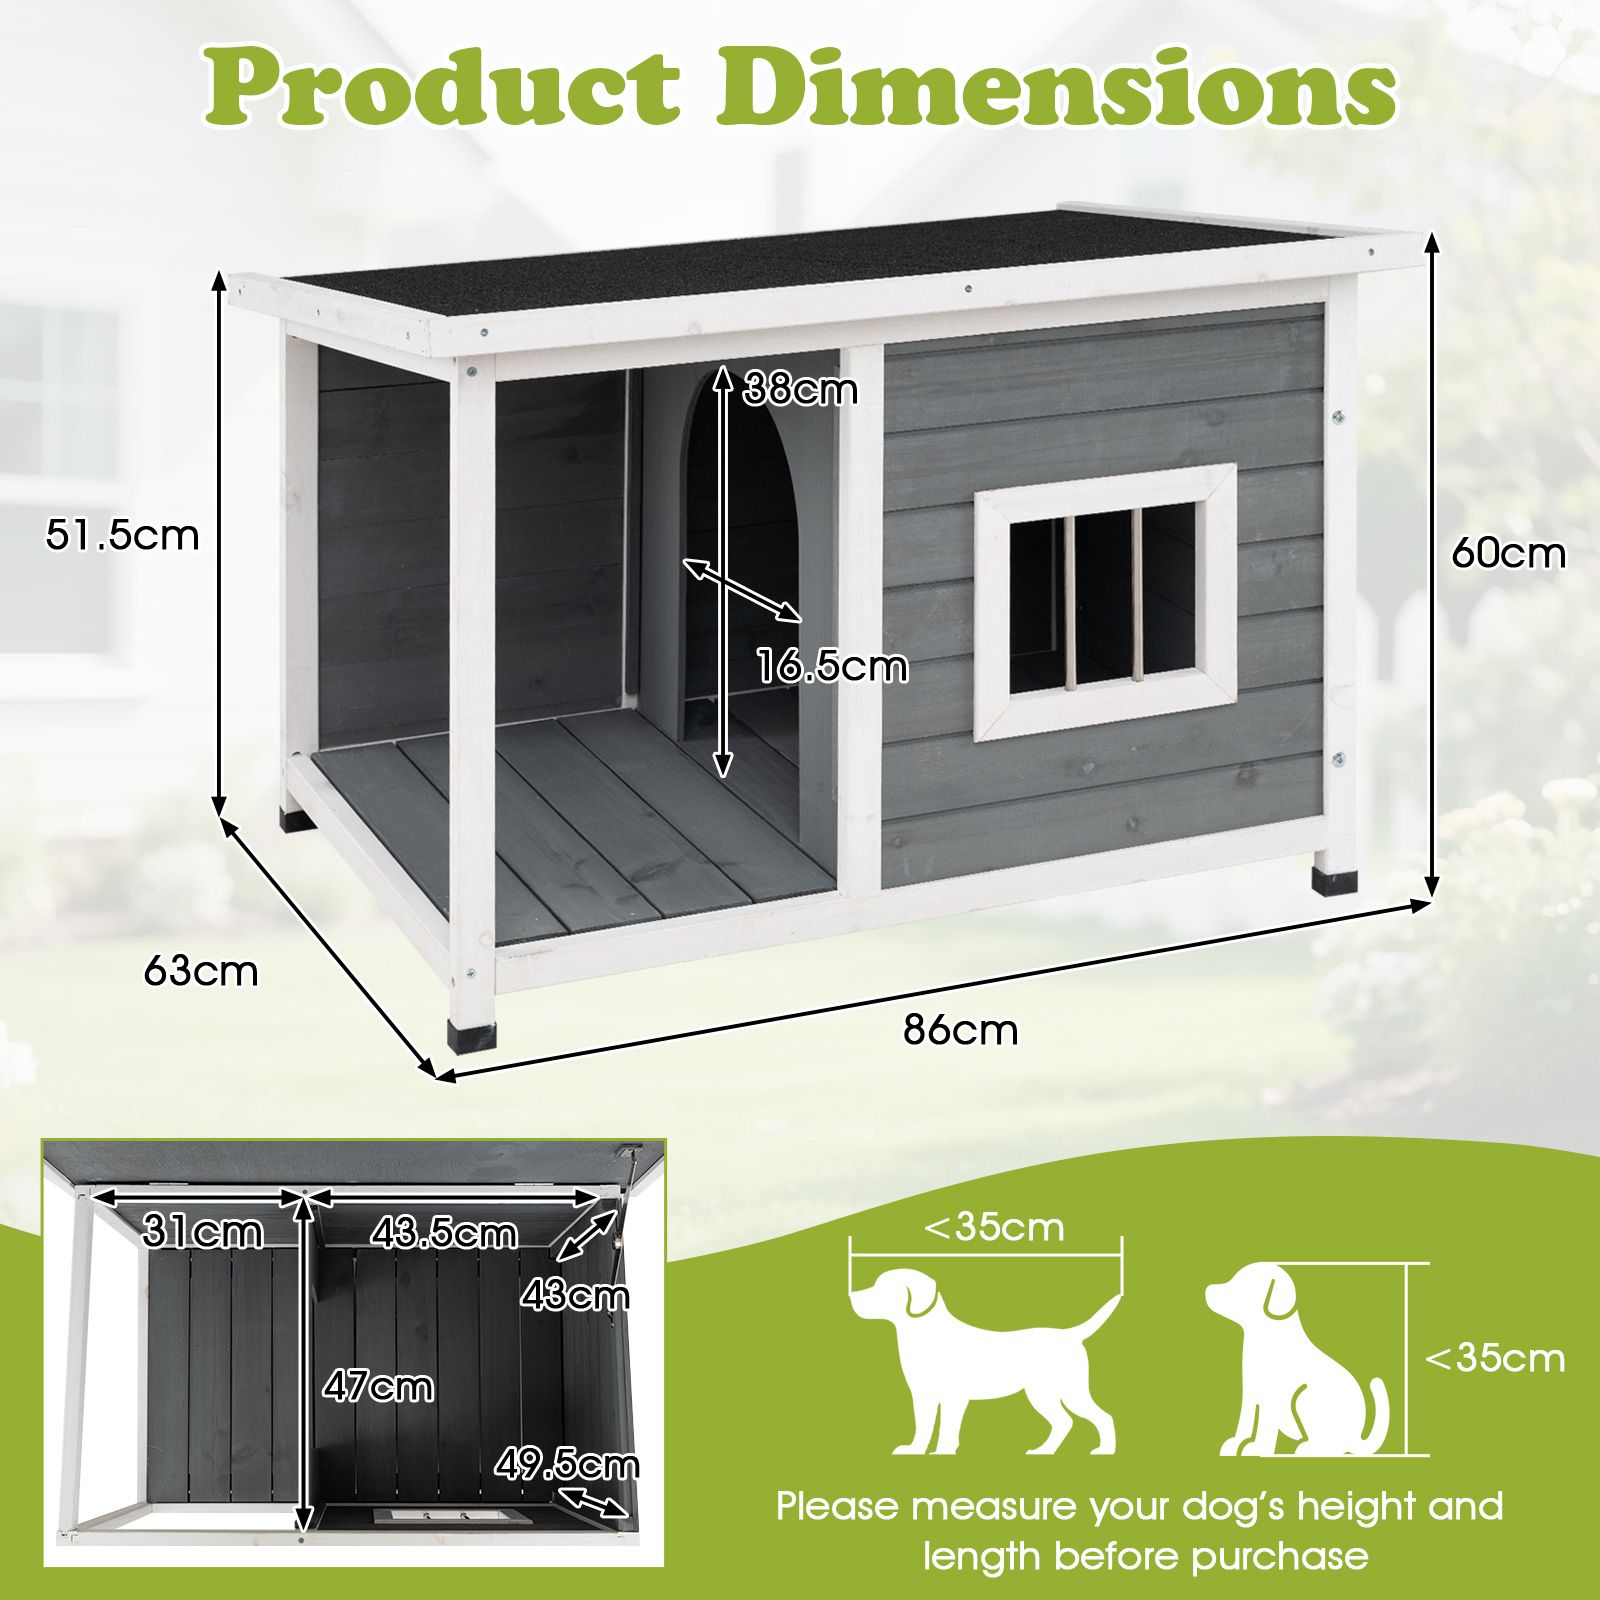 Product Dimensions
38cm
51.5cm
60cm
16.5cm
63cm
86cm
31cm
43.5cm
43cm
47cm
49.5cm
<35cm
<35cm
Please measure your dog's height and
length before purchase